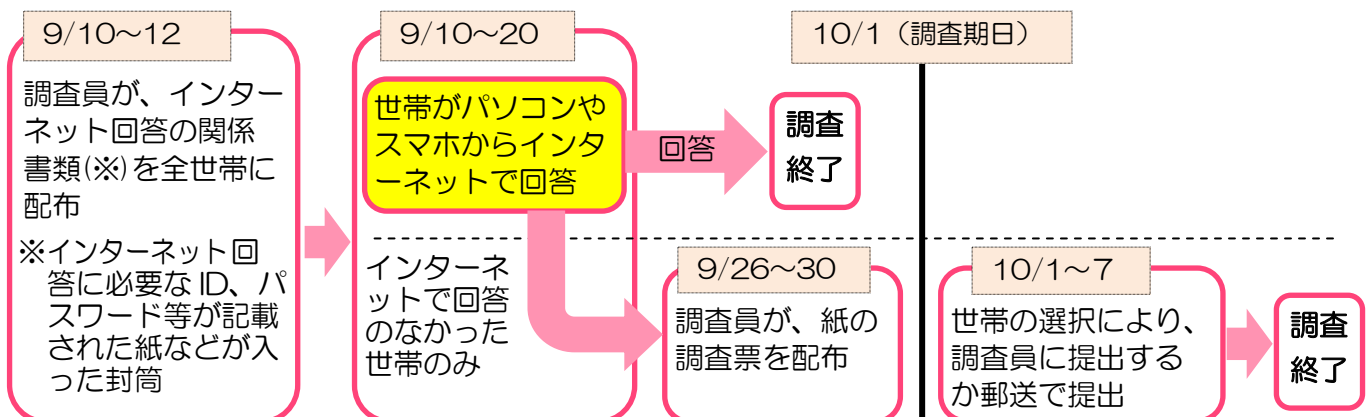 9/10~12
調査員が、インター
ネット回答の関係
書類(※)を全世帯に
配布
※インターネット回
答に必要なID、パ
スワード等が記載
された紙などが入
った封筒
9/10~20
世帯がパソコンや
スマホからインタ
ーネットで回答
回答
調査
終了
インターネ
ットで回答
のなかった
世帯のみ
9/26~30
調査員が、紙の
調査票を配布
10/1(調査期日)
10/1~7
世帯の選択により、
調査員に提出する
か郵送で提出
調査
終了